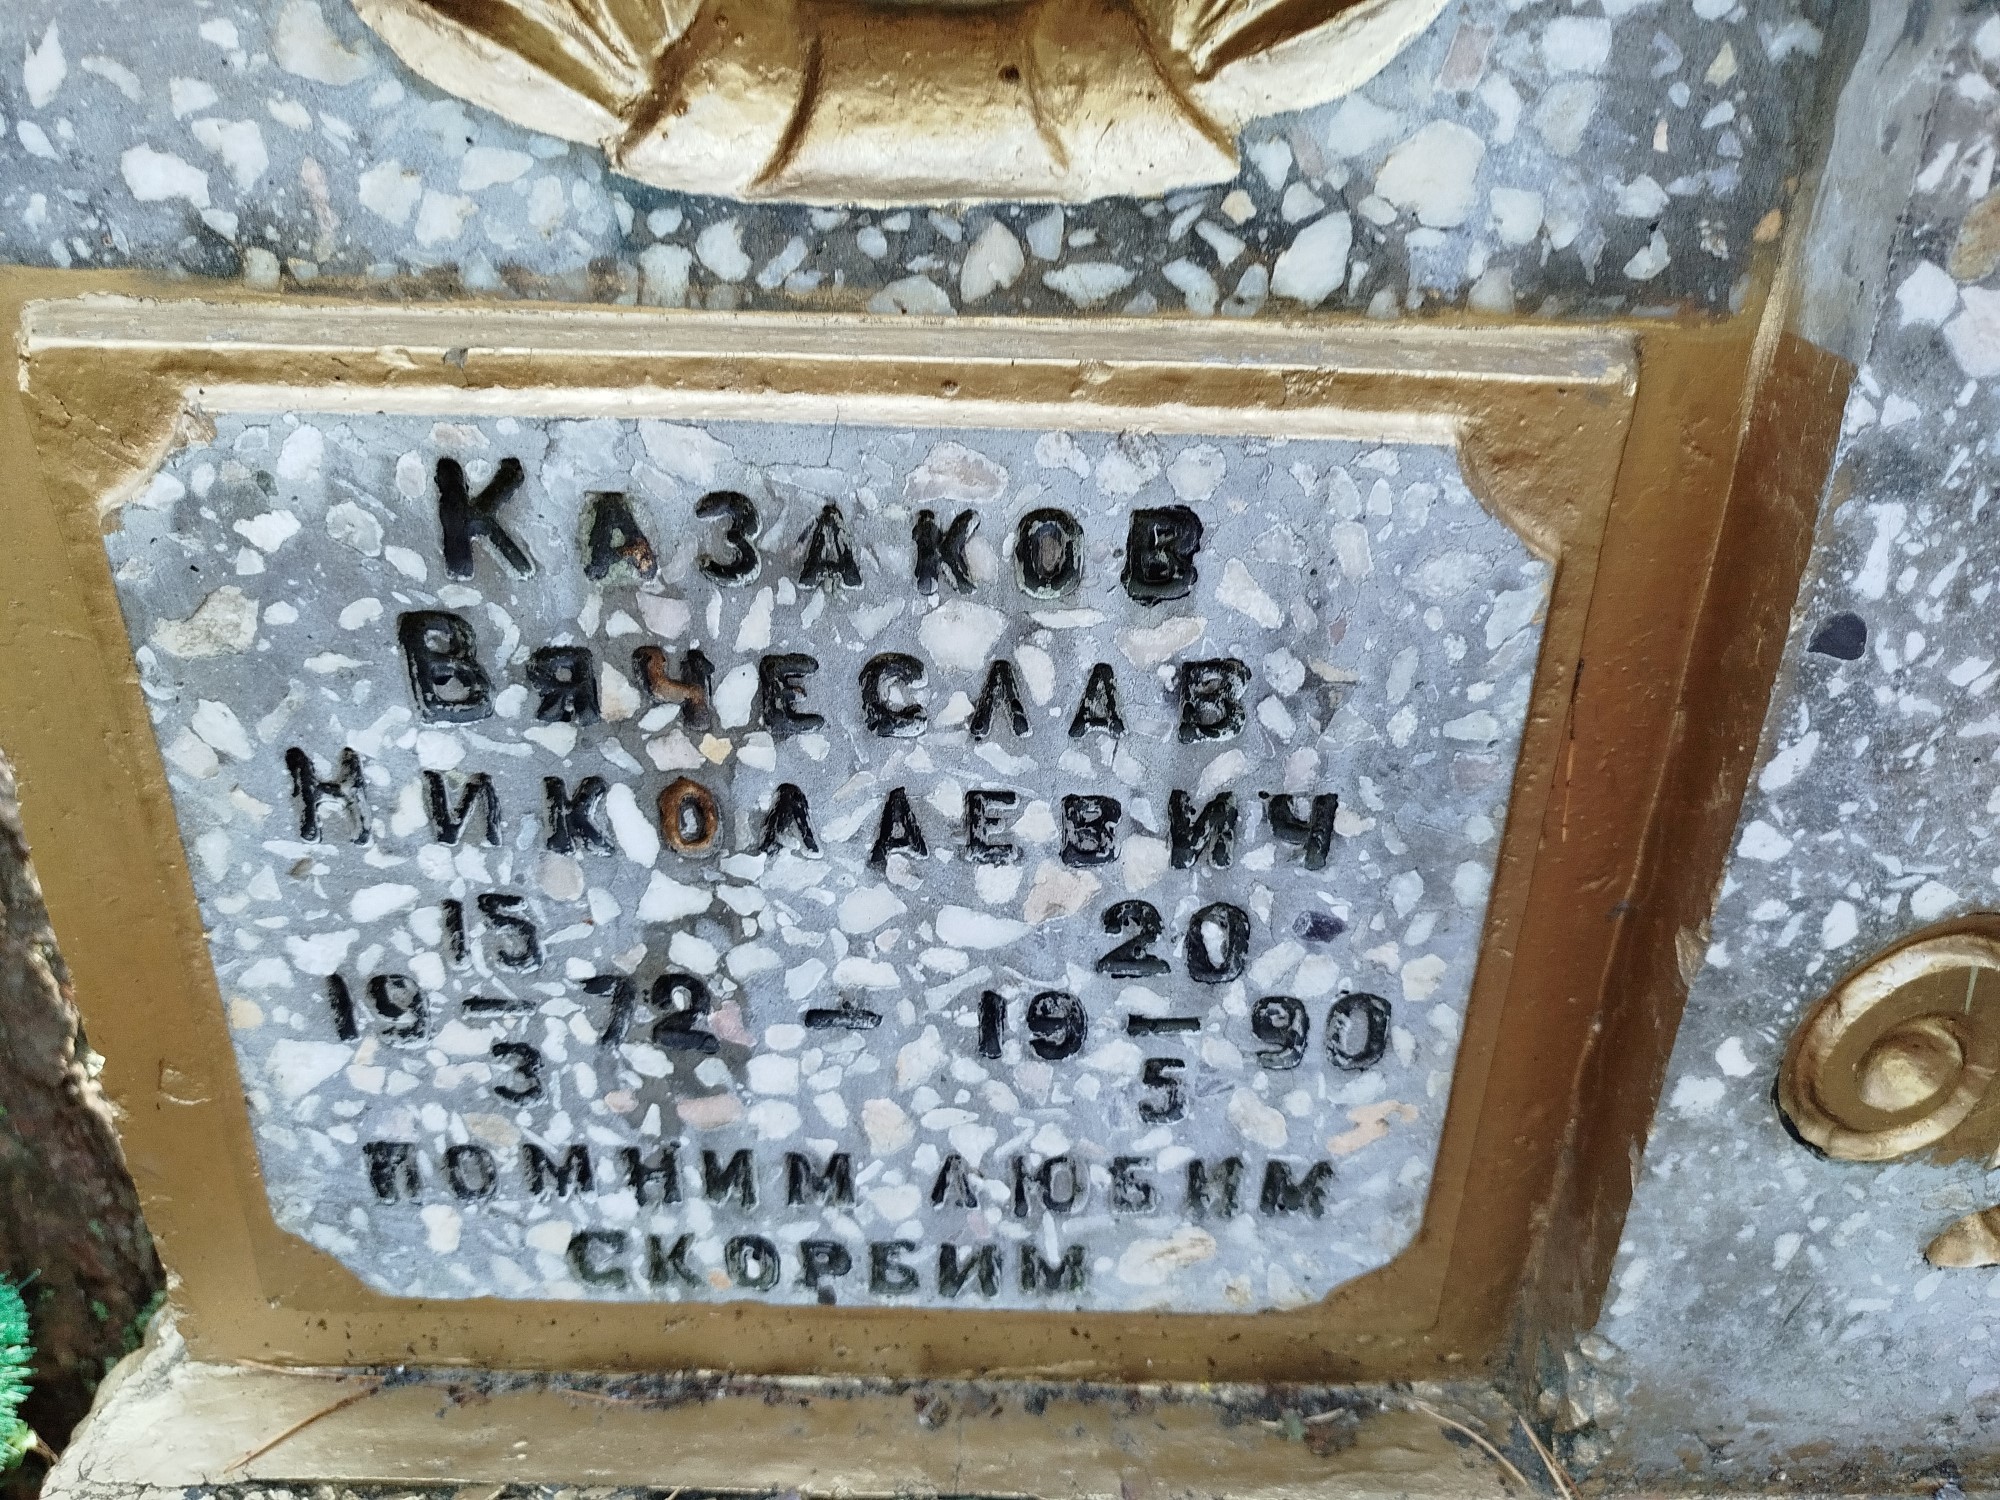 Казаков
Вячеслав
Николаевич
19 15/3 72 — 19 20/5 90
ПОМНИМ ЛЮБИМ
СКОРБИМ